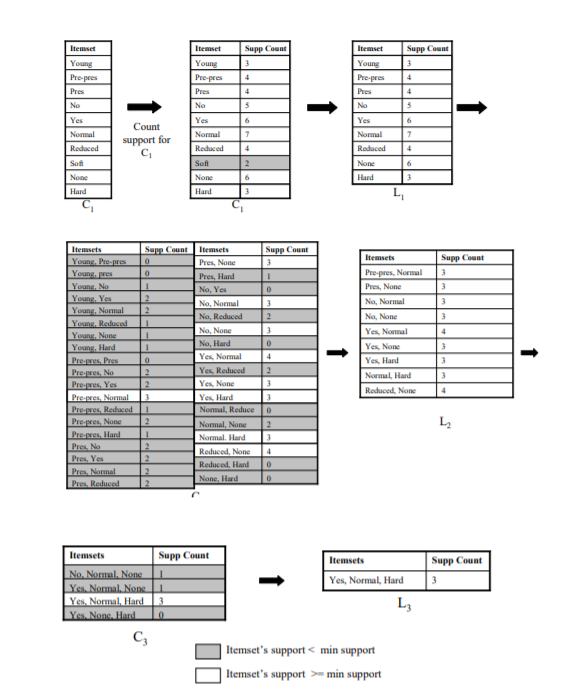 Itemset
Young
Pre-pres
Pres
No
Yes
Normal
Reduced
Soft
None
Hard
C1
Count
support for
C1
Itemset Supp Count
Young 3
Pre-pres 4
Pres 4
No 5
Yes 6
Normal 7
Reduced 4
Soft 2
None 6
Hard 3
C1
Itemset Supp Count
Young 3
Pre-pres 4
Pres 4
No 5
Yes 6
Normal 7
Reduced 4
None 6
Hard 3
L1
Itemsets Supp Count
Young, Pre-pres 0
Young, pres 0
Young, No 1
Young, Yes 2
Young, Normal 2
Young, Reduced 1
Young, None 1
Young, Hard 1
Pre-pres, Pres 0
Pre-pres, No 2
Pre-pres, Yes 2
Pre-pres, Normal 3
Pre-pres, Reduced 1
Pre-pres, None 2
Pre-pres, Hard 1
Pres, No 2
Pres, Yes 2
Pres, Normal 2
Pres, Reduced 2
Itemsets Supp Count
Pres, None 3
Pres, Hard 1
No, Yes 0
No, Normal 3
No, Reduced 2
No, None 3
No, Hard 0
Yes, Normal 4
Yes, Reduced 2
Yes, None 3
Yes, Hard 3
Normal, Reduce 0
Normal, None 2
Normal. Hard 3
Reduced, None 4
Reduced, Hard 0
None, Hard 0
Itemsets Supp Count
Pre-pres, Normal 3
Pres, None 3
No, Normal 3
No, None 3
Yes, Normal 4
Yes, None 3
Yes, Hard 3
Normal, Hard 3
Reduced, None 4
L2
Itemsets Supp Count
No, Normal, None 1
Yes, Normal, None 1
Yes, Normal, Hard 3
Yes, None, Hard 0
C3
Itemsets Supp Count
Yes, Normal, Hard 3
L3
Itemset's support < min support
Itemset's support >= min support